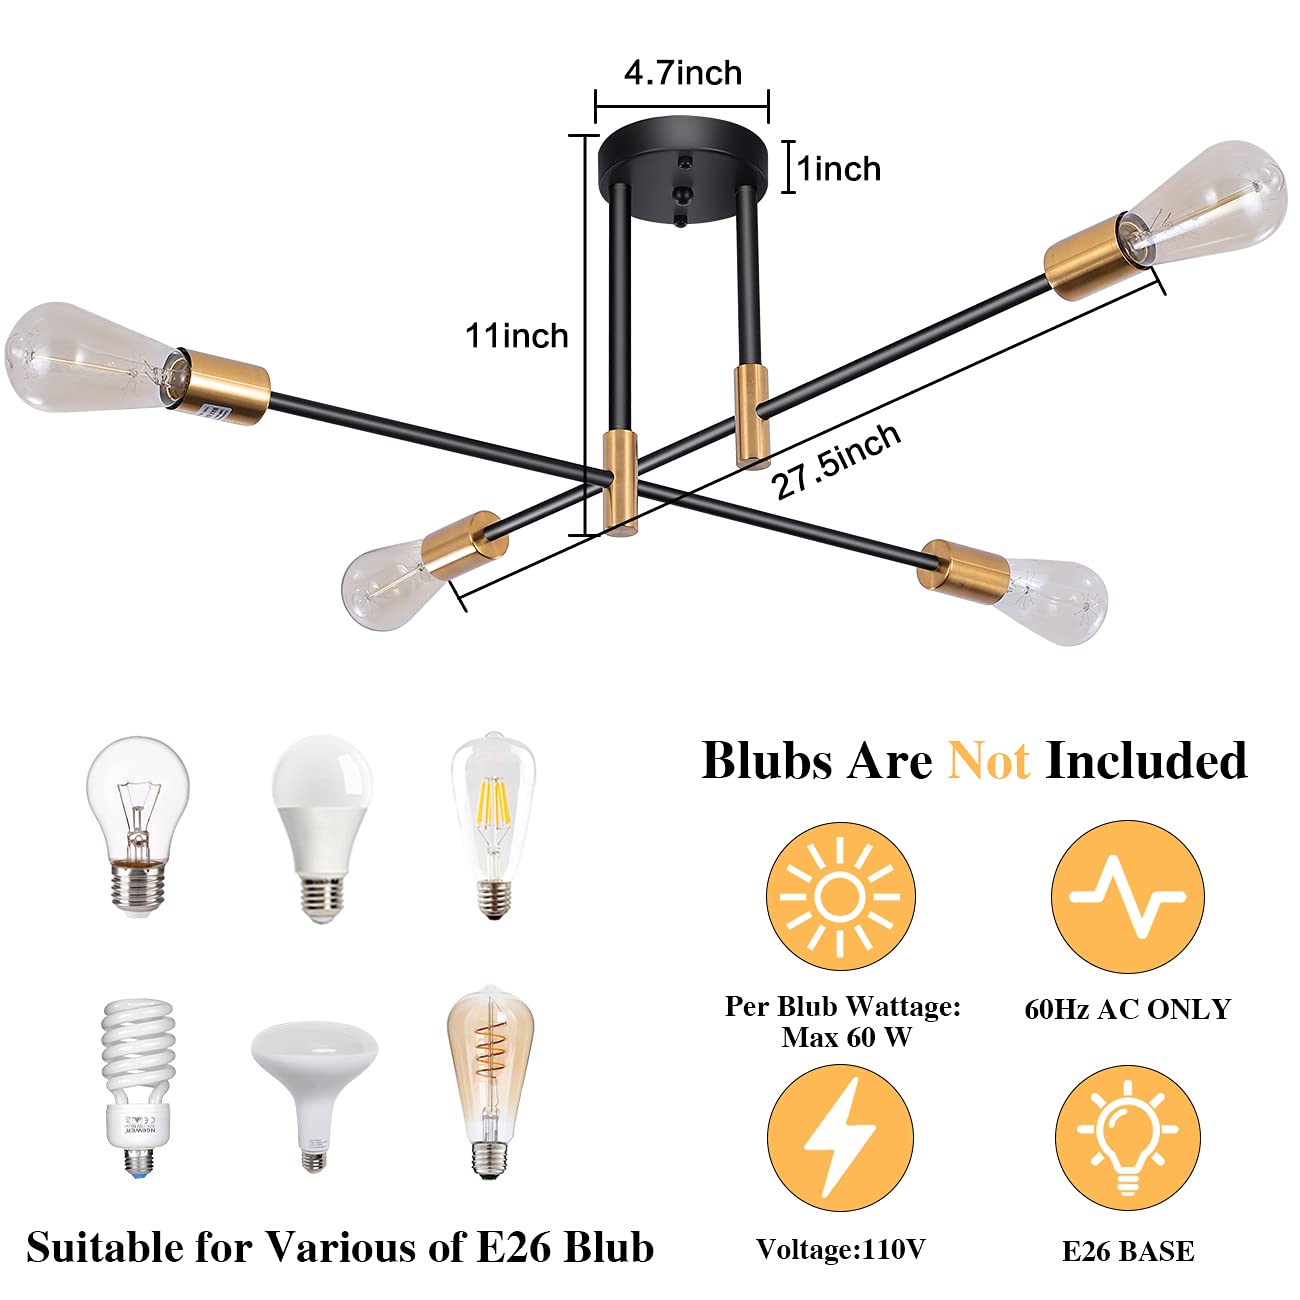 4.7inch
1inch
11inch
27.5inch
Blubs Are Not Included
Per Blub Wattage:
Max 60 W
60Hz AC ONLY
Voltage:110V
E26 BASE
NEEWER
Suitable for Various of E26 Blub